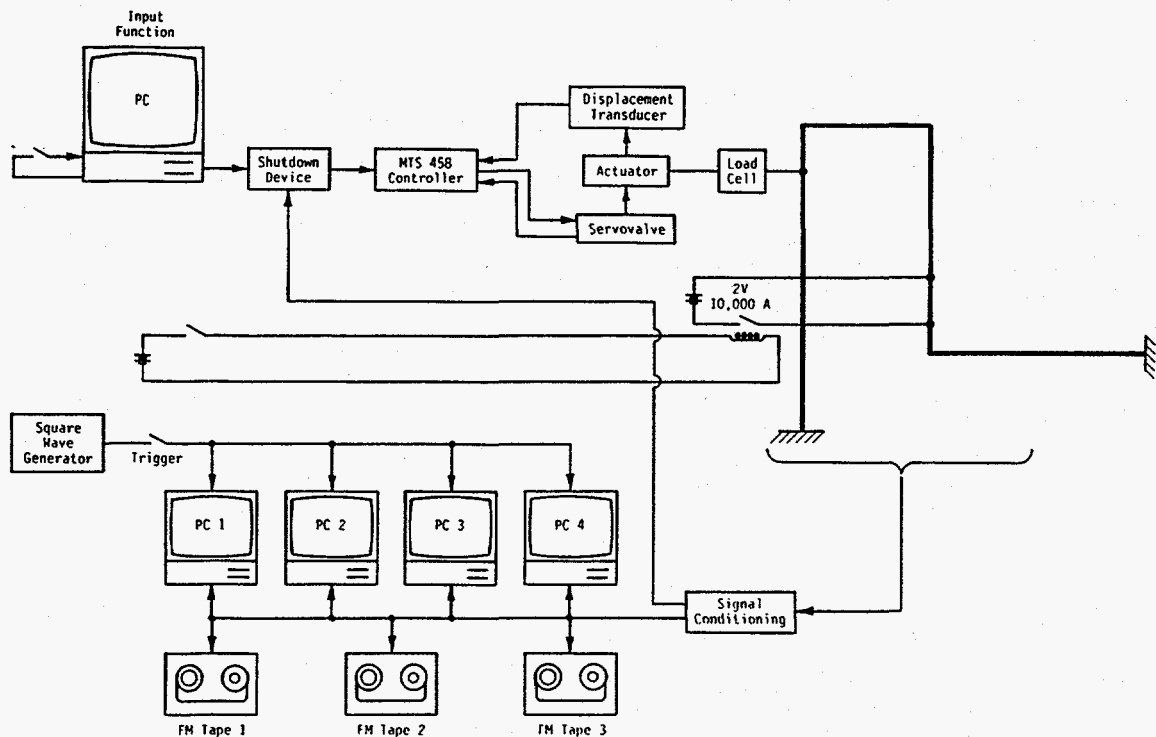 Input
Function
PC
Displacement
Transducer
Shutdown
Device
MTS 458
Controller
Actuator
Load
Cell
Servovalve
2V
10,000 A
Square
Wave
Generator
Trigger
PC 1
PC 2
PC 3
PC 4
Signal
Conditioning
FM Tape 1
FM Tape 2
FM Tape 3